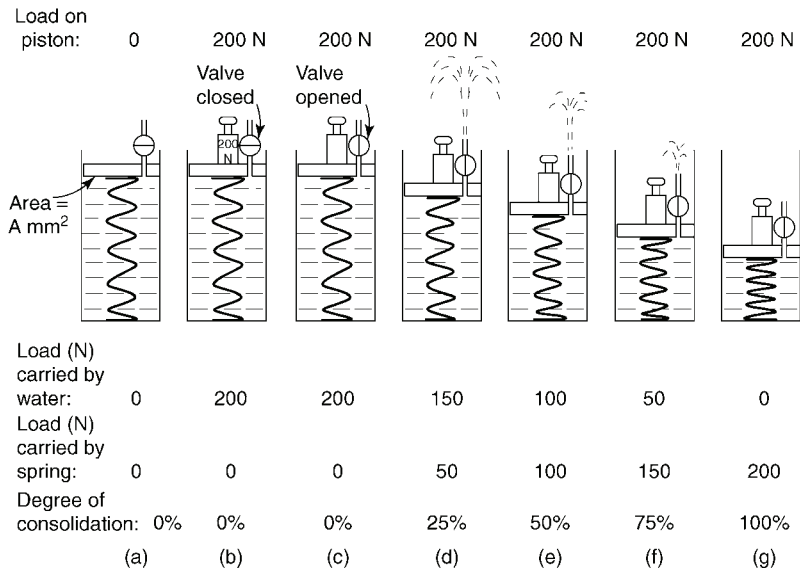 Load on
piston: 0 200 N 200 N 200 N 200 N 200 N 200 N
Valve
closed
Valve
opened
200
N
Area =
A mm²
Load (N)
carried by
water: 0 200 200 150 100 50 0
Load (N)
carried by
spring: 0 0 0 50 100 150 200
Degree of
consolidation: 0% 0% 0% 25% 50% 75% 100%
(a) (b) (c) (d) (e) (f) (g)